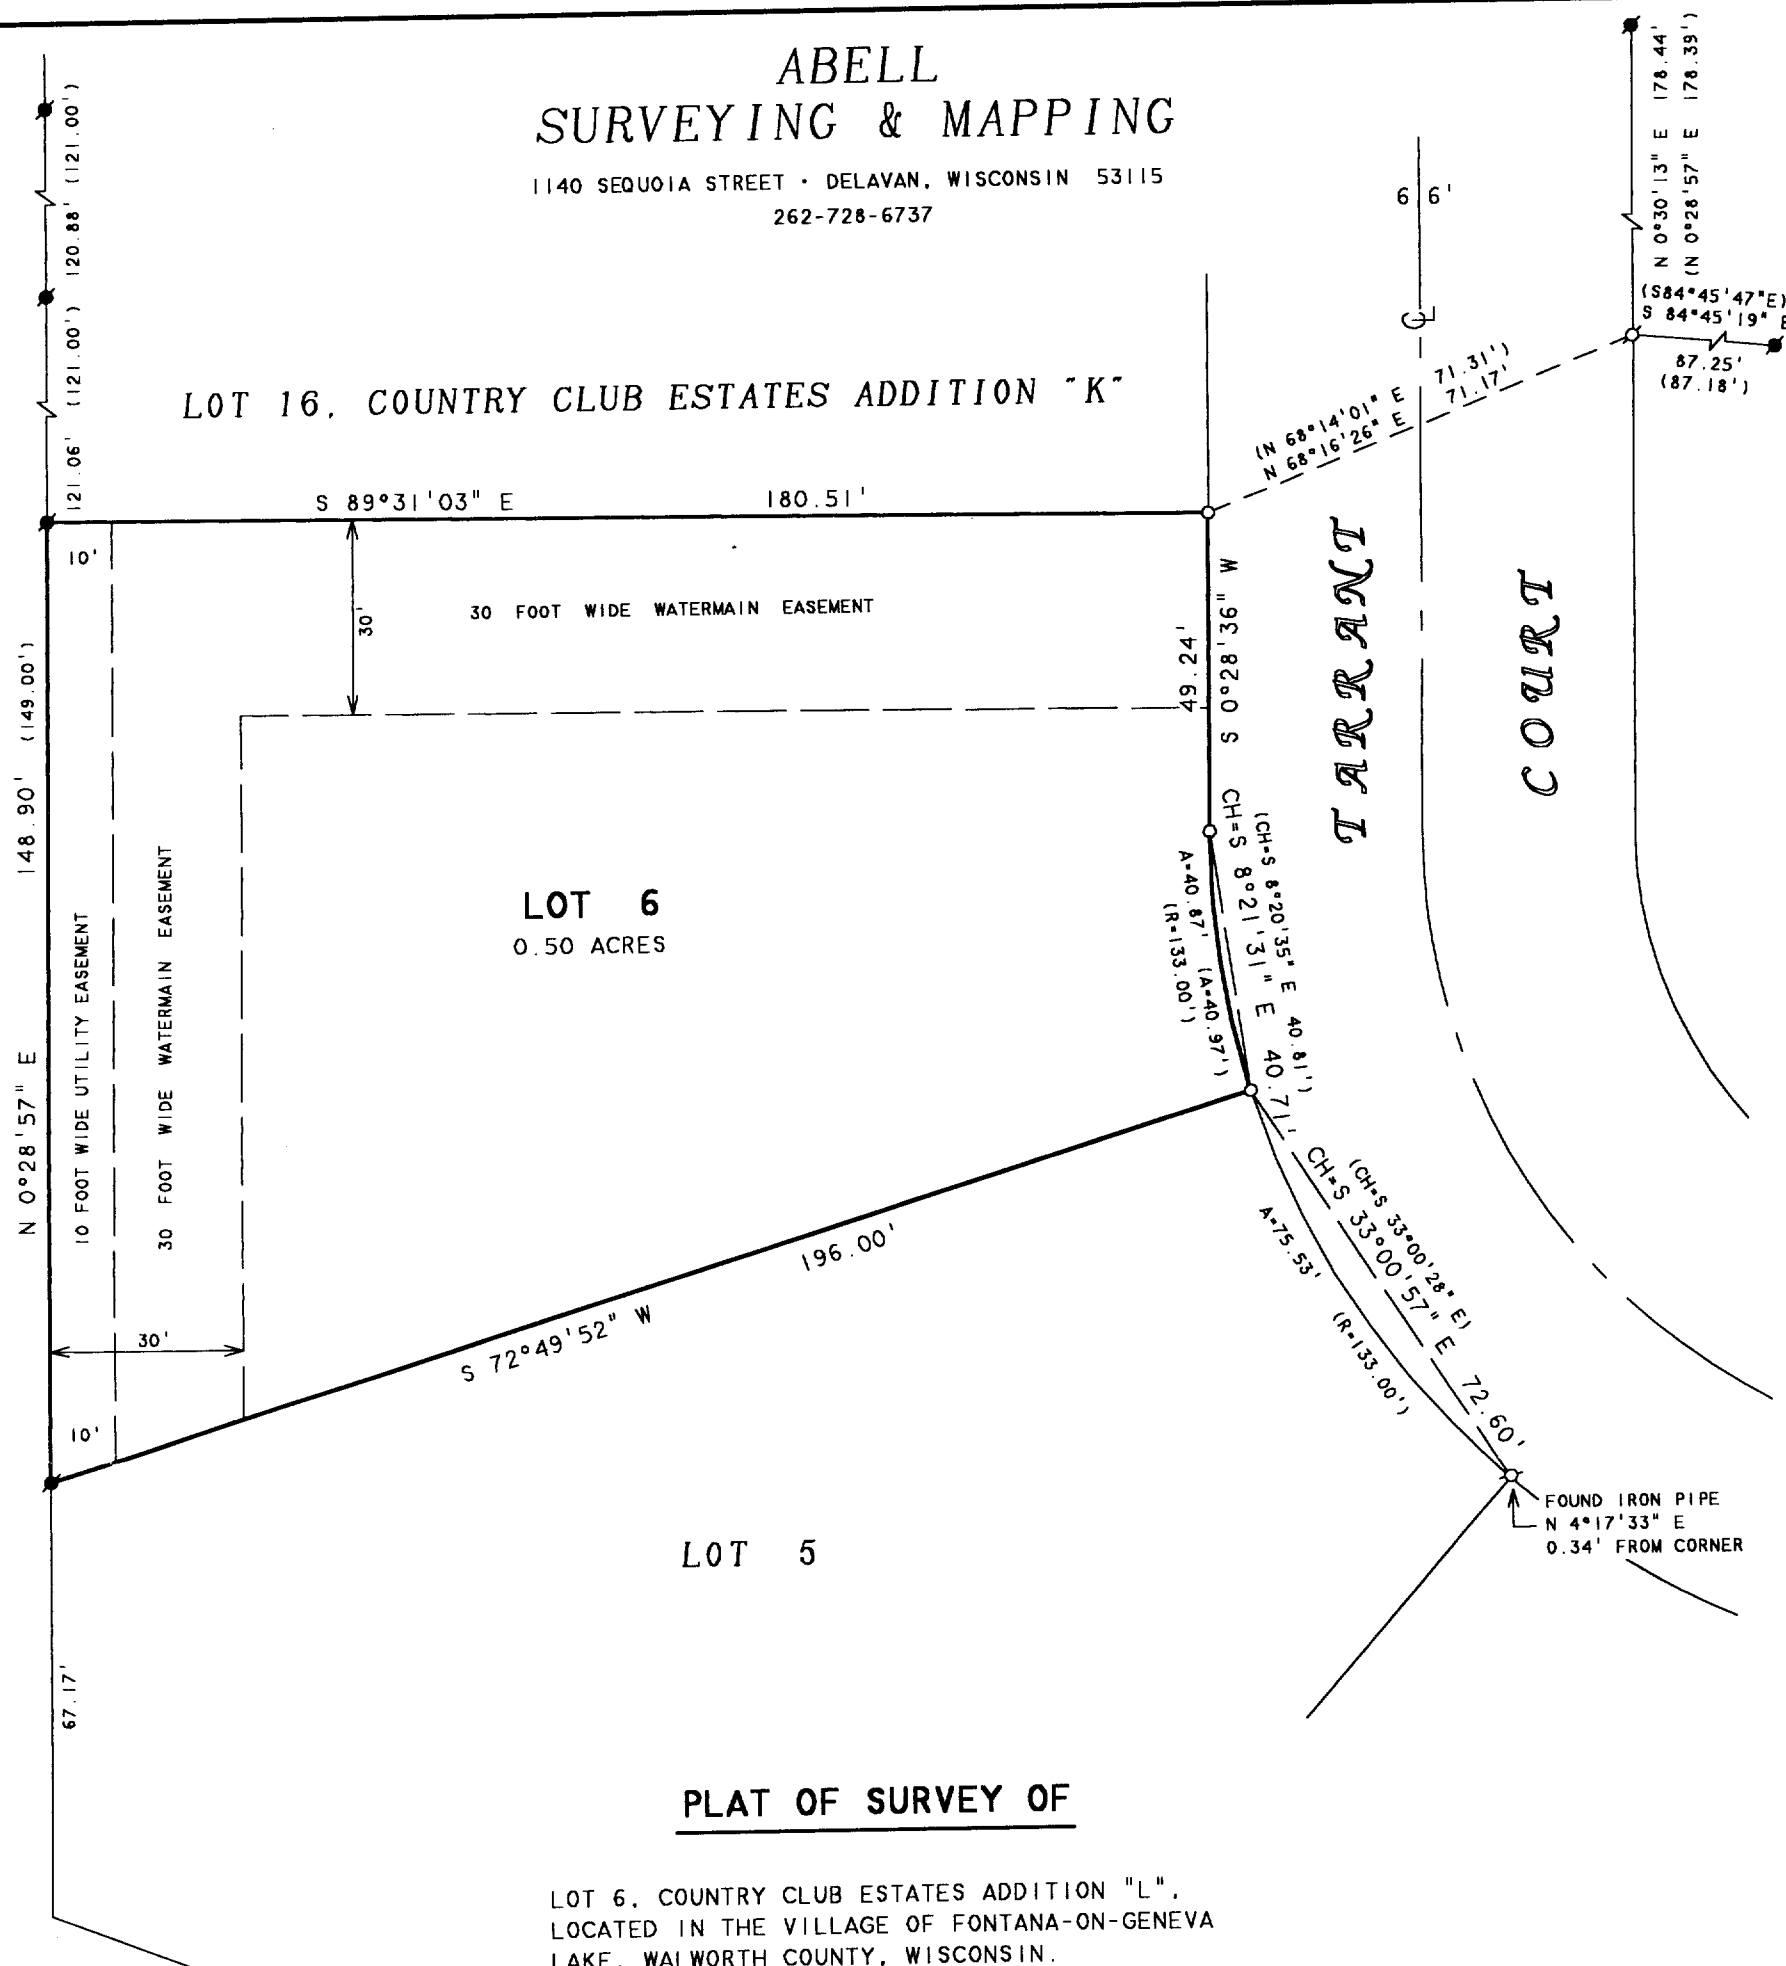 ABELL
SURVEYING & MAPPING
1140 SEQUOIA STREET · DELAVAN, WISCONSIN 53115
262-728-6737
(121.00')
120.88'
(121.00')
121.06'
N 0°30'13" E 178.44'
(N 0°28'57" E 178.39')
(S84°45'47"E)
S 84°45'19" E
87.25'
(87.18')
6 6'
CL
LOT 16, COUNTRY CLUB ESTATES ADDITION "K"
(N 68°14'01" E 71.31')
N 68°16'26" E 71.17'
S 89°31'03" E 180.51'
10'
30'
30 FOOT WIDE WATERMAIN EASEMENT
49.24'
S 0°28'36" W
TARRANT
COURT
N 0°28'57" E 148.90' (149.00')
10 FOOT WIDE UTILITY EASEMENT
30 FOOT WIDE WATERMAIN EASEMENT
LOT 6
0.50 ACRES
(CH=S 8°20'35" E 40.81')
CH=S 8°21'31" E 40.71'
A=40.87' (A=40.97')
(R=133.00')
196.00'
S 72°49'52" W
30'
10'
(CH=S 33°00'28" E)
CH=S 33°00'57" E 72.60'
A=75.53'
(R=133.00')
FOUND IRON PIPE
N 4°17'33" E
0.34' FROM CORNER
LOT 5
67.17'
PLAT OF SURVEY OF
LOT 6, COUNTRY CLUB ESTATES ADDITION "L",
LOCATED IN THE VILLAGE OF FONTANA-ON-GENEVA
LAKE, WALWORTH COUNTY, WISCONSIN.